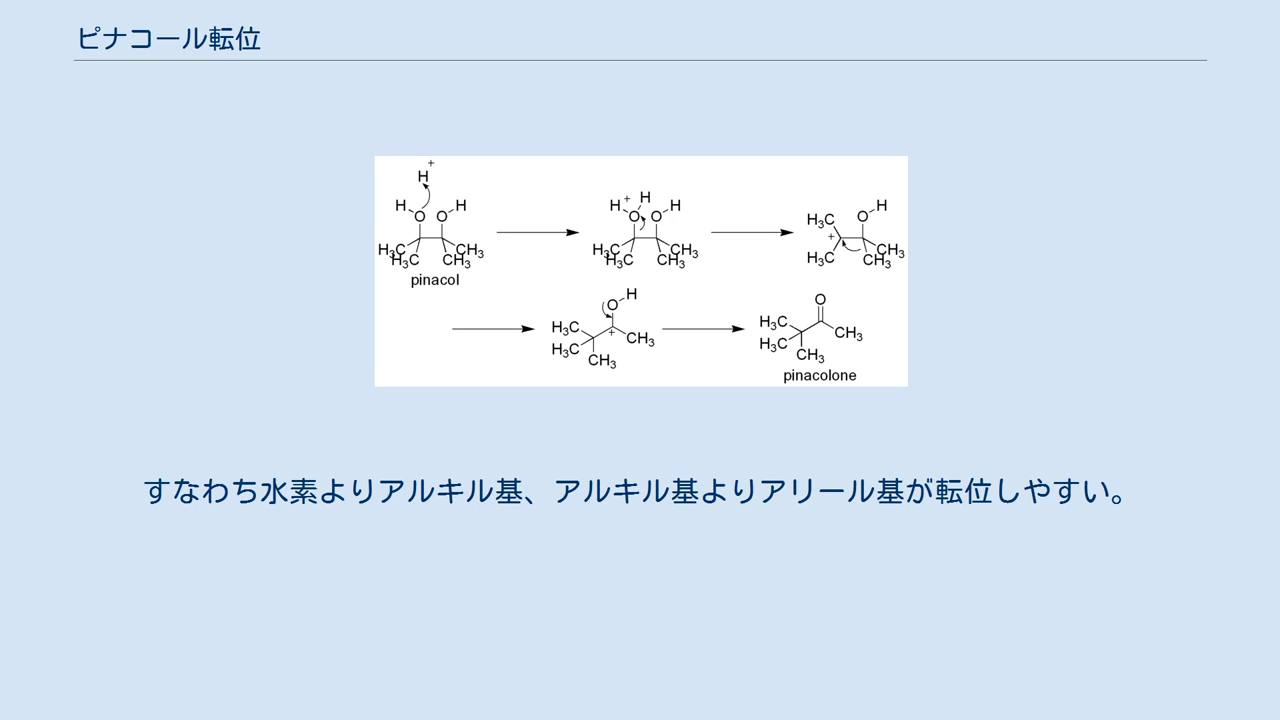 ピナコール転位
H +
H O O H
H3C H3C CH3 CH3
pinacol
H + H O O H
H3C H3C CH3 CH3
H3C + H3C O H CH3 CH3
H3C H3C CH3 O H + CH3
H3C H3C CH3 O CH3
pinacolone
すなわち水素よりアルキル基、アルキル基よりアリール基が転位しやすい。